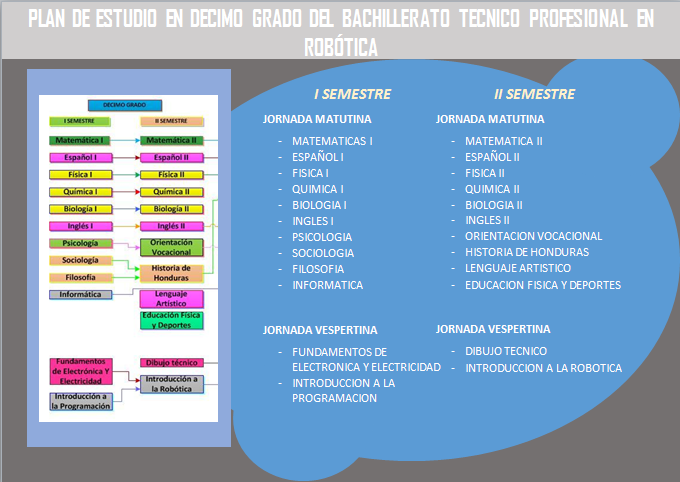 PLAN DE ESTUDIO EN DECIMO GRADO DEL BACHILLERATO TECNICO PROFESIONAL EN
ROBÓTICA
DECIMO GRADO
I SEMESTRE
II SEMESTRE
Matemática I
Matemática II
Español I
Español II
Física I
Física II
Química I
Química II
Biología I
Biología II
Inglés I
Inglés II
Psicología
Orientación
Vocacional
Sociología
Filosofía
Historia de
Honduras
Informática
Lenguaje
Artístico
Educación Física
y Deportes
Fundamentos
de Electrónica Y
Electricidad
Dibujo técnico
Introducción a
la Robótica
Introducción a
la Programación
I SEMESTRE
JORNADA MATUTINA
- MATEMATICAS I
- ESPAÑOL I
- FISICA I
- QUIMICA I
- BIOLOGIA I
- INGLES I
- PSICOLOGIA
- SOCIOLOGIA
- FILOSOFIA
- INFORMATICA
JORNADA VESPERTINA
- FUNDAMENTOS DE
ELECTRONICA Y ELECTRICIDAD
- INTRODUCCION A LA
PROGRAMACION
II SEMESTRE
JORNADA MATUTINA
- MATEMATICA II
- ESPAÑOL II
- FISICA II
- QUIMICA II
- BIOLOGIA II
- INGLES II
- ORIENTACION VOCACIONAL
- HISTORIA DE HONDURAS
- LENGUAJE ARTISTICO
- EDUCACION FISICA Y DEPORTES
JORNADA VESPERTINA
- DIBUJO TECNICO
- INTRODUCCION A LA ROBOTICA